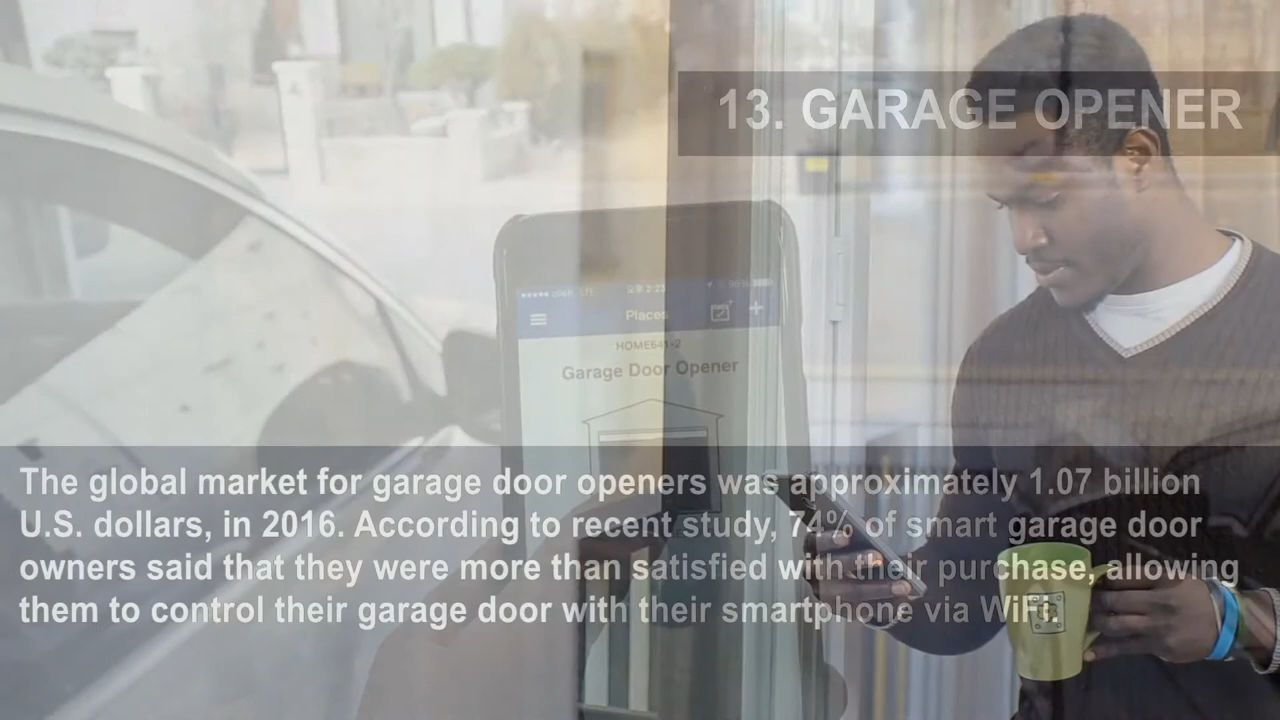 13. GARAGE OPENER
Places
HOME641-2
Garage Door Opener
The global market for garage door openers was approximately 1.07 billion
U.S. dollars, in 2016. According to recent study, 74% of smart garage door
owners said that they were more than satisfied with their purchase, allowing
them to control their garage door with their smartphone via WiFi.